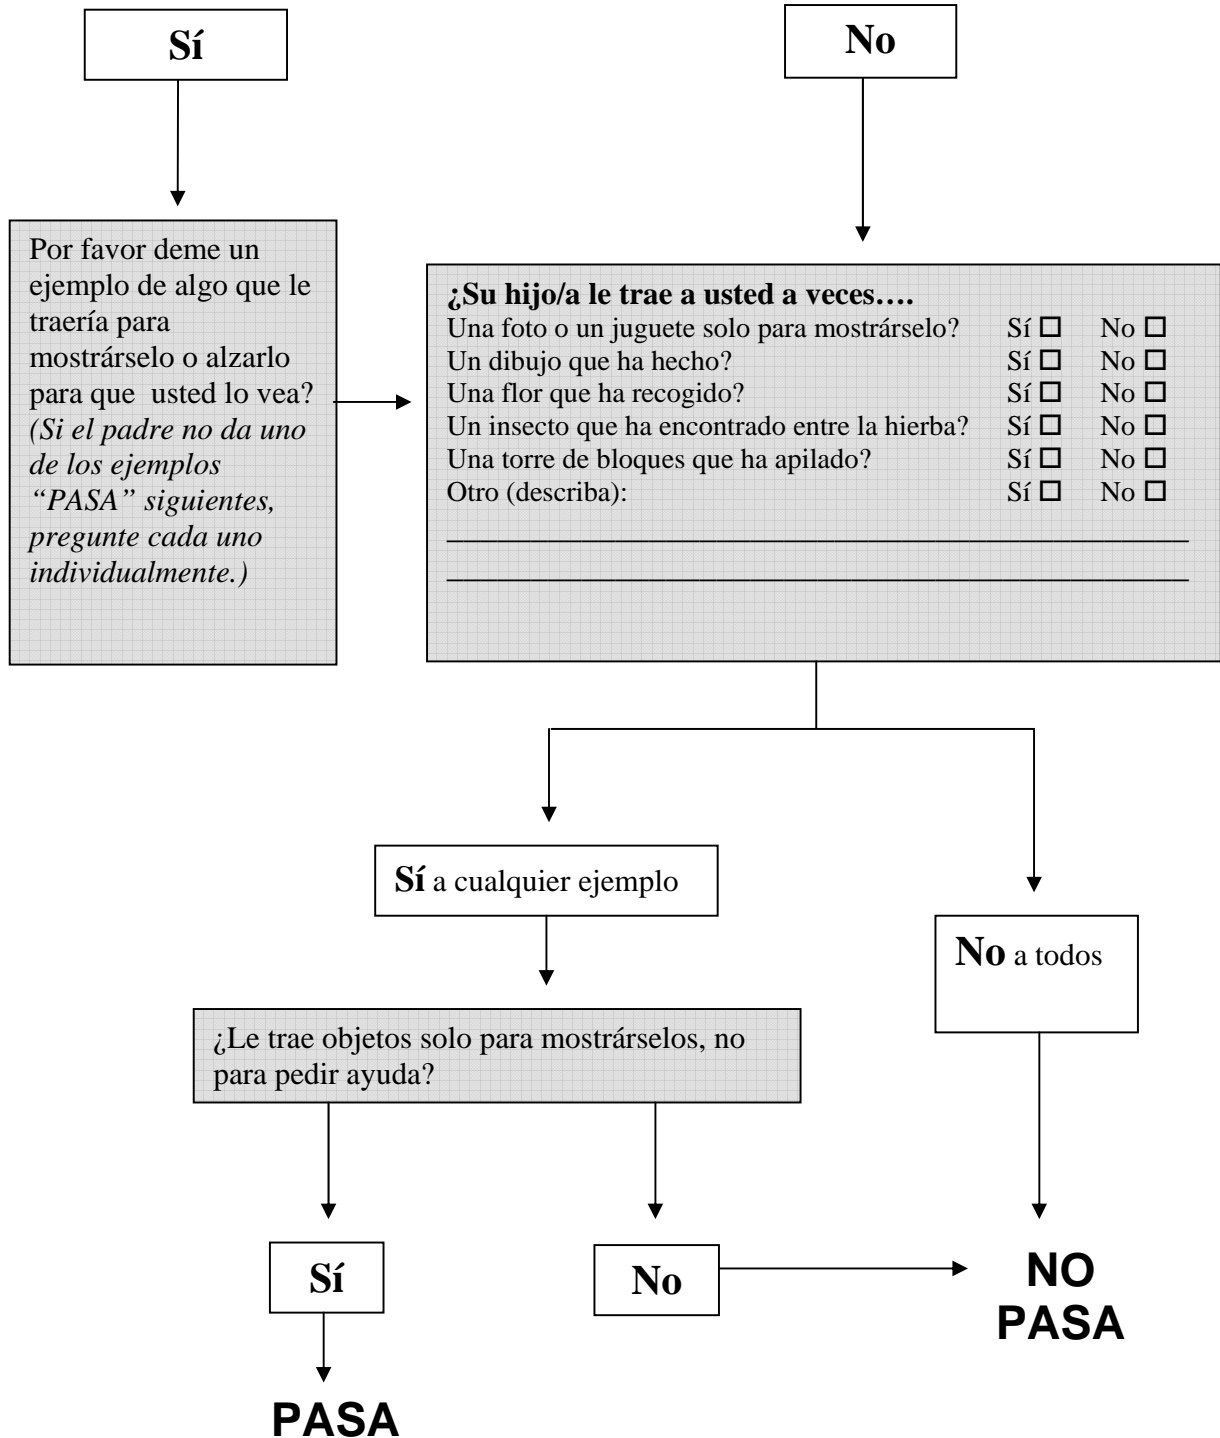 Sí
No
Por favor deme un
ejemplo de algo que le
traería para
mostrárselo o alzarlo
para que usted lo vea?
(Si el padre no da uno
de los ejemplos
“PASA” siguientes,
pregunte cada uno
individualmente.)
¿Su hijo/a le trae a usted a veces….
Una foto o un juguete solo para mostrárselo? Sí □ No □
Un dibujo que ha hecho? Sí □ No □
Una flor que ha recogido? Sí □ No □
Un insecto que ha encontrado entre la hierba? Sí □ No □
Una torre de bloques que ha apilado? Sí □ No □
Otro (describa): Sí □ No □
Sí a cualquier ejemplo
No a todos
¿Le trae objetos solo para mostrárselos, no
para pedir ayuda?
Sí
No
NO
PASA
PASA